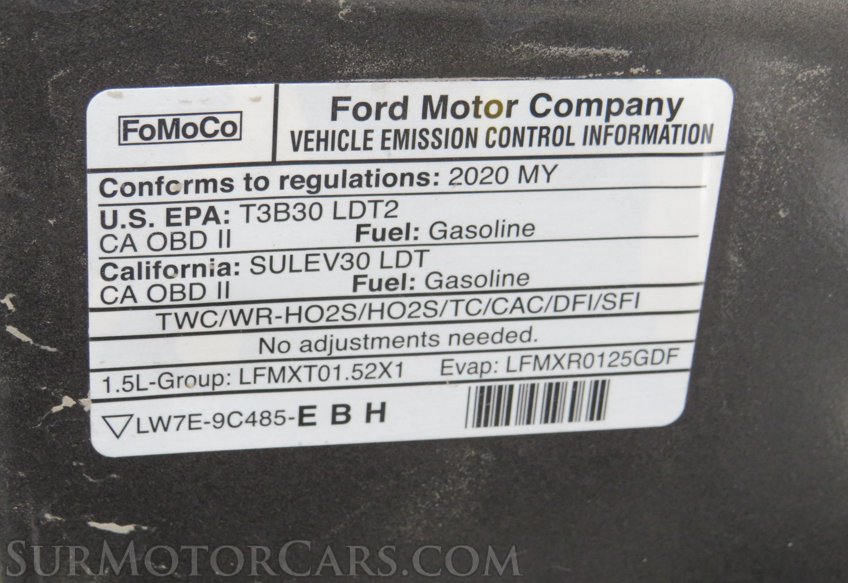 FoMoCo
Ford Motor Company
VEHICLE EMISSION CONTROL INFORMATION
Conforms to regulations: 2020 MY
U.S. EPA: T3B30 LDT2
CA OBD II Fuel: Gasoline
California: SULEV30 LDT
CA OBD II Fuel: Gasoline
TWC/WR-HO2S/HO2S/TC/CAC/DFI/SFI
No adjustments needed.
1.5L-Group: LFMXT01.52X1 Evap: LFMXR0125GDF
LW7E-9C485-EBH
SURMOTORCARS.COM